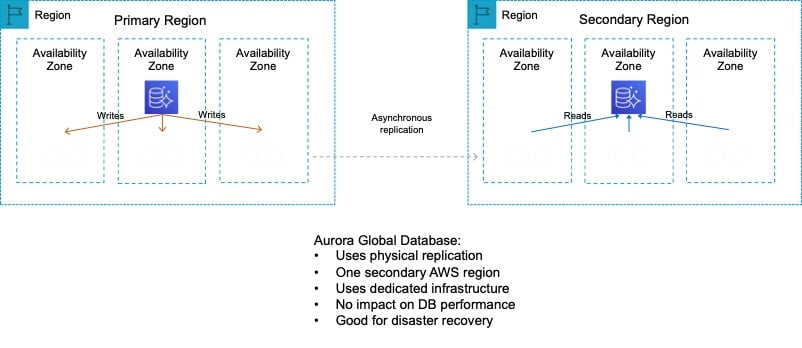 Region
Primary Region
Availability
Zone
Availability
Zone
Availability
Zone
Writes
Writes
Asynchronous
replication
Region
Secondary Region
Availability
Zone
Availability
Zone
Availability
Zone
Reads
Reads
Aurora Global Database:
• Uses physical replication
• One secondary AWS region
• Uses dedicated infrastructure
• No impact on DB performance
• Good for disaster recovery